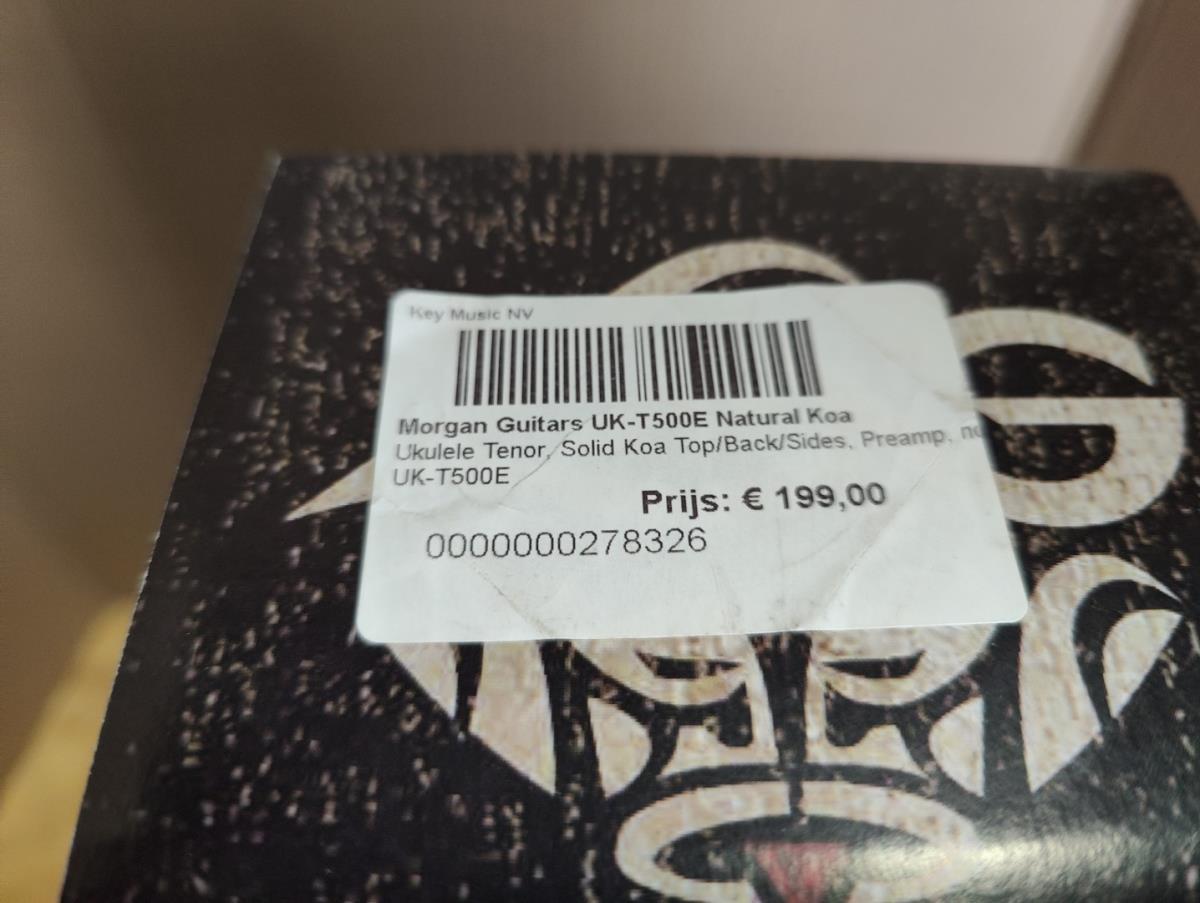 Key Music NV
Morgan Guitars UK-T500E Natural Koa
Ukulele Tenor, Solid Koa Top/Back/Sides, Preamp,
UK-T500E
Prijs: € 199,00
0000000278326